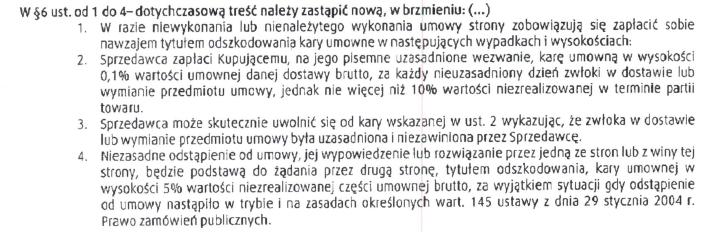 W §6 ust. od 1 do 4– dotychczasową treść należy zastąpić nową, w brzmieniu: (...)
1. W razie niewykonania lub nienależytego wykonania umowy strony zobowiązują się zapłacić sobie
nawzajem tytułem odszkodowania kary umowne w następujących wypadkach i wysokościach:
2. Sprzedawca zapłaci Kupującemu, na jego pisemne uzasadnione wezwanie, karę umowną w wysokości
0,1% wartości umownej danej dostawy brutto, za każdy nieuzasadniony dzień zwłoki w dostawie lub
wymianie przedmiotu umowy, jednak nie więcej niż 10% wartości niezrealizowanej w terminie partii
towaru.
3. Sprzedawca może skutecznie uwolnić się od kary wskazanej w ust. 2 wykazując, że zwłoka w dostawie
lub wymianie przedmiotu umowy była uzasadniona i niezawiniona przez Sprzedawcę.
4. Niezasadne odstąpienie od umowy, jej wypowiedzenie lub rozwiązanie przez jedną ze stron lub z winy tej
strony, będzie podstawą do żądania przez drugą stronę, tytułem odszkodowania, kary umownej w
wysokości 5% wartości niezrealizowanej części umownej brutto, za wyjątkiem sytuacji gdy odstąpienie
od umowy nastąpiło w trybie i na zasadach określonych wart. 145 ustawy z dnia 29 stycznia 2004 r.
Prawo zamówień publicznych.